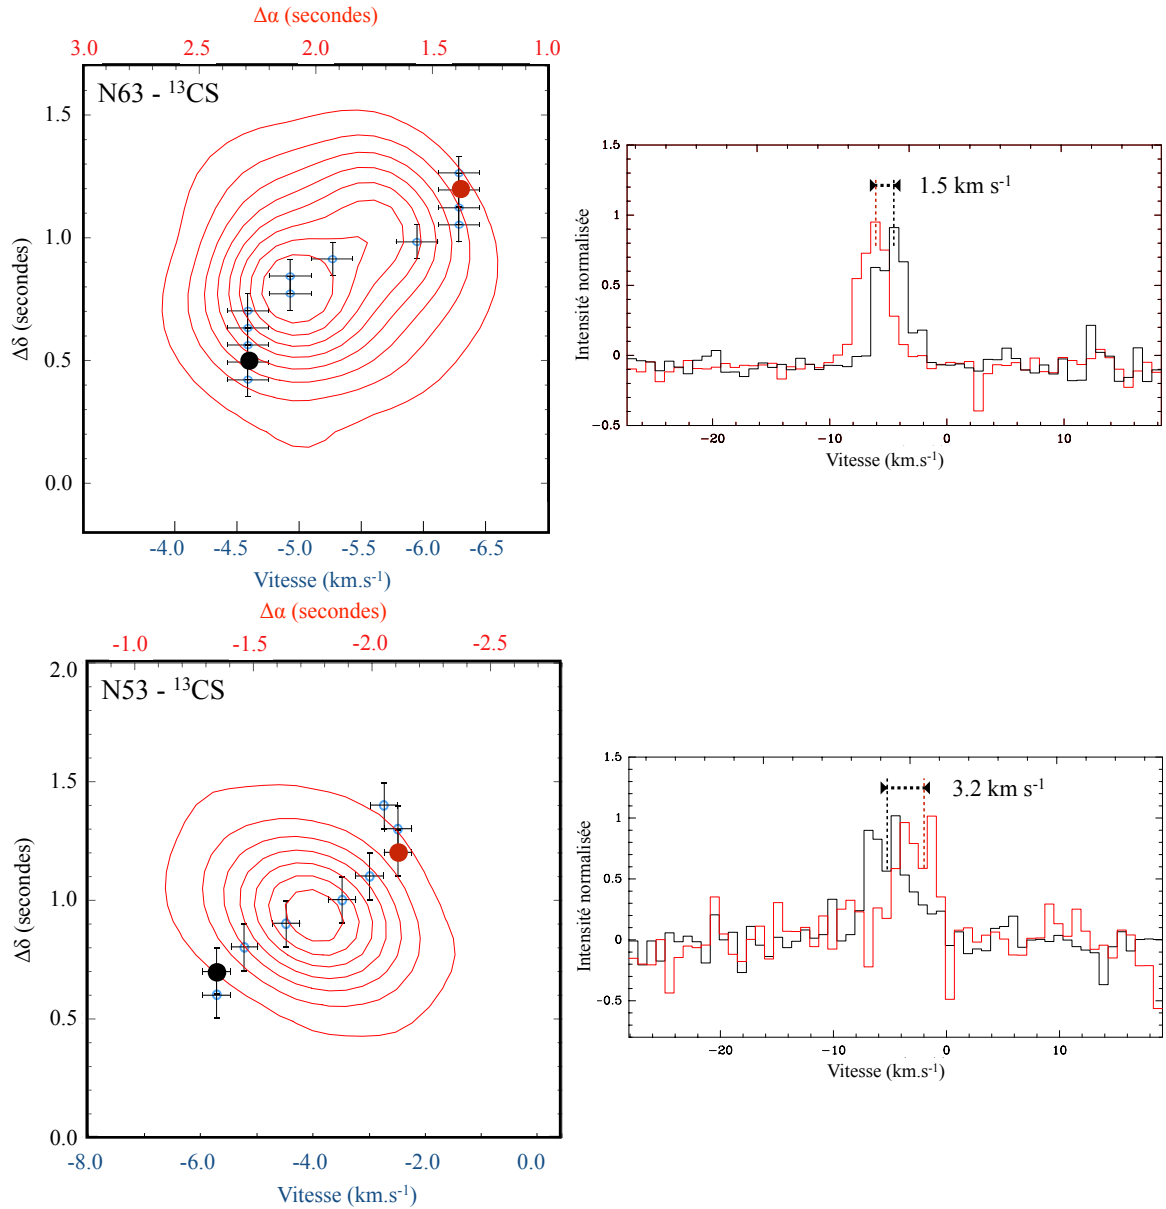 Δα (secondes)
3.0 2.5 2.0 1.5 1.0
N63 - ¹³CS
1.5
1.0
0.5
0.0
Δδ (secondes)
-4.0 -4.5 -5.0 -5.5 -6.0 -6.5
Vitesse (km.s⁻¹)
1.5 km s⁻¹
1.5
1
0.5
0
-0.5
Intensité normalisée
-20 -10 0 10
Vitesse (km.s⁻¹)
Δα (secondes)
-1.0 -1.5 -2.0 -2.5
N53 - ¹³CS
2.0
1.5
1.0
0.5
0.0
Δδ (secondes)
-8.0 -6.0 -4.0 -2.0 0.0
Vitesse (km.s⁻¹)
3.2 km s⁻¹
1.5
1
0.5
0
-0.5
Intensité normalisée
-20 -10 0 10
Vitesse (km.s⁻¹)